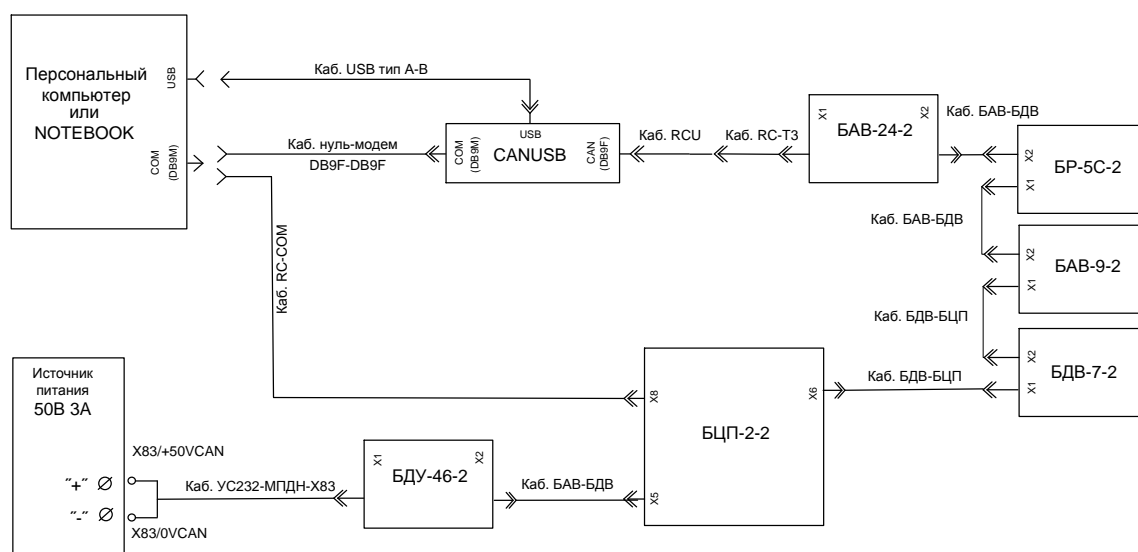 Персональный
компьютер
или
NOTEBOOK
USB
COM
(DB9M)
Каб. USB тип А-В
Каб. нуль-модем
DB9F-DB9F
USB
CANUSB
COM
(DB9M)
CAN
(DB9F)
Каб. RCU
Каб. RC-T3
X1
БАВ-24-2
X2
Каб. БАВ-БДВ
X2
X1
БР-5С-2
Каб. БАВ-БДВ
X2
X1
БАВ-9-2
Каб. БДВ-БЦП
X2
X1
БДВ-7-2
Каб. БДВ-БЦП
Каб. RC-COM
X8
X6
X5
БЦП-2-2
Источник
питания
50В 3А
X83/+50VCAN
"+"
"-"
X83/0VCAN
Каб. УС232-МПДН-Х83
X1
БДУ-46-2
X2
Каб. БАВ-БДВ